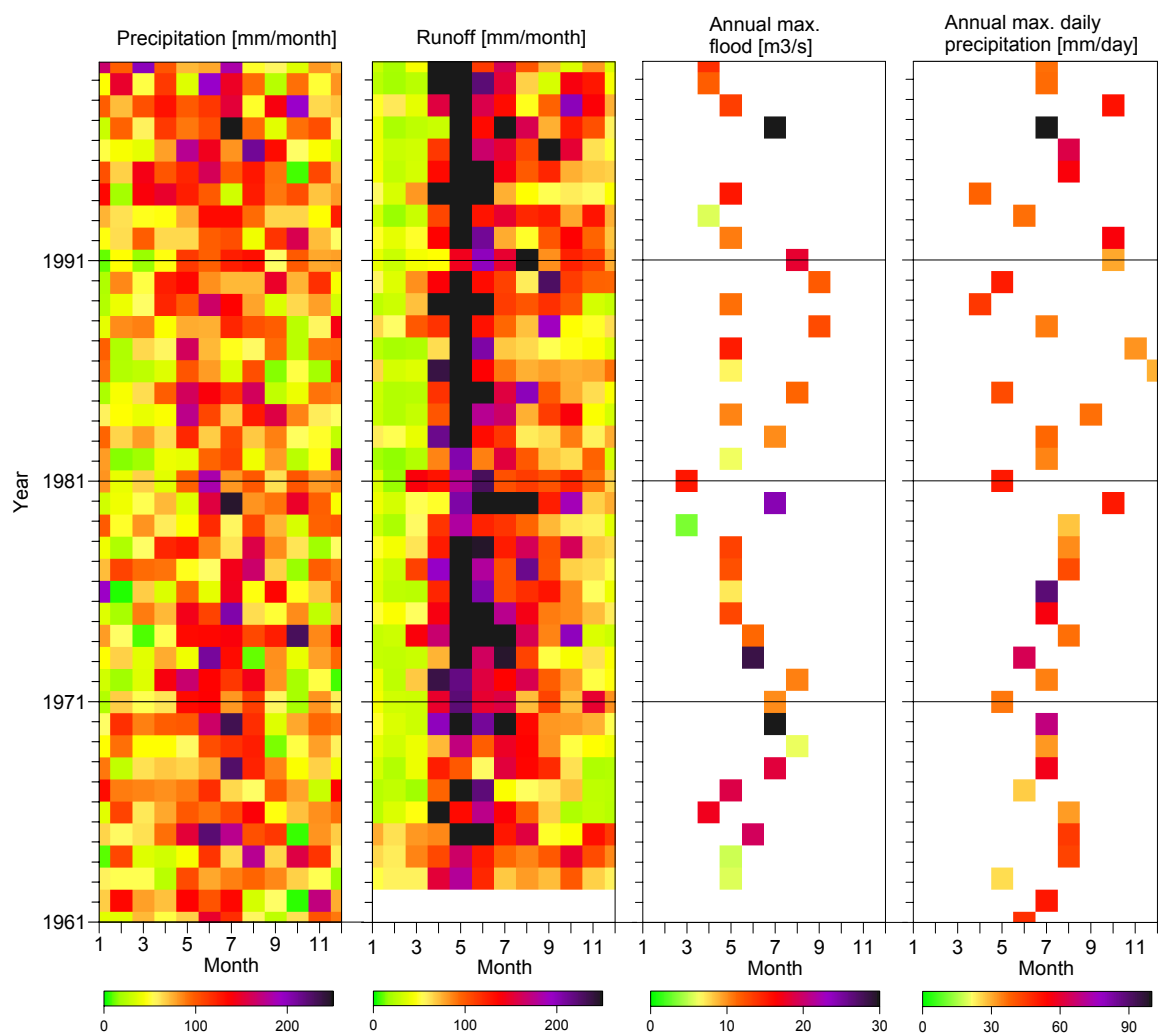 Precipitation [mm/month]
Runoff [mm/month]
Annual max.
flood [m3/s]
Annual max. daily
precipitation [mm/day]
Year
1991
1981
1971
1961
1 3 5 7 9 11
1 3 5 7 9 11
1 3 5 7 9 11
1 3 5 7 9 11
Month
Month
Month
Month
0 100 200
0 100 200
0 10 20 30
0 30 60 90